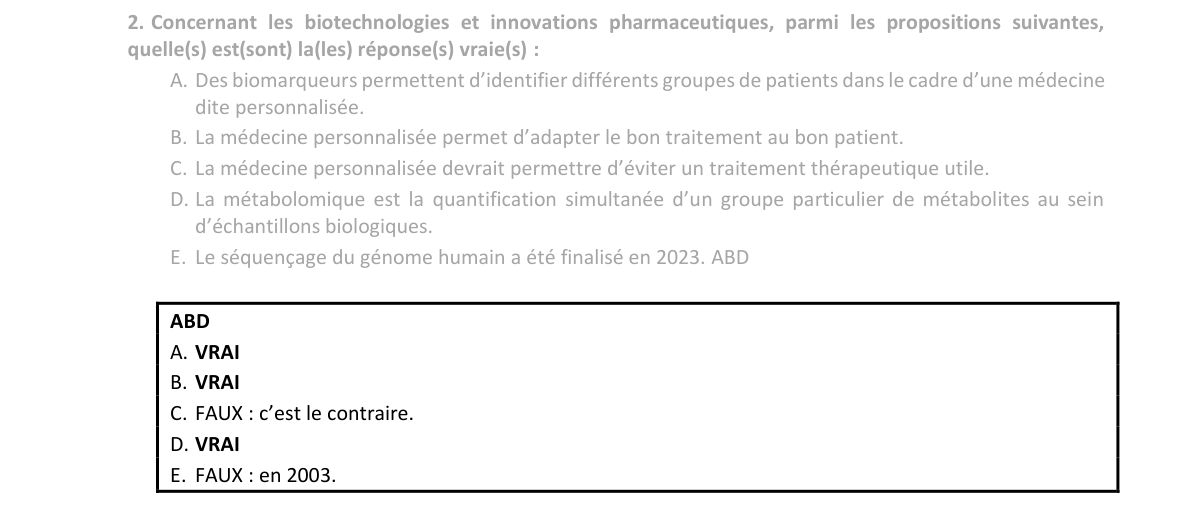 2. Concernant les biotechnologies et innovations pharmaceutiques, parmi les propositions suivantes,
quelle(s) est(sont) la(les) réponse(s) vraie(s) :
A. Des biomarqueurs permettent d’identifier différents groupes de patients dans le cadre d’une médecine
dite personnalisée.
B. La médecine personnalisée permet d’adapter le bon traitement au bon patient.
C. La médecine personnalisée devrait permettre d’éviter un traitement thérapeutique utile.
D. La métabolomique est la quantification simultanée d’un groupe particulier de métabolites au sein
d’échantillons biologiques.
E. Le séquençage du génome humain a été finalisé en 2023. ABD
ABD
A. VRAI
B. VRAI
C. FAUX : c’est le contraire.
D. VRAI
E. FAUX : en 2003.